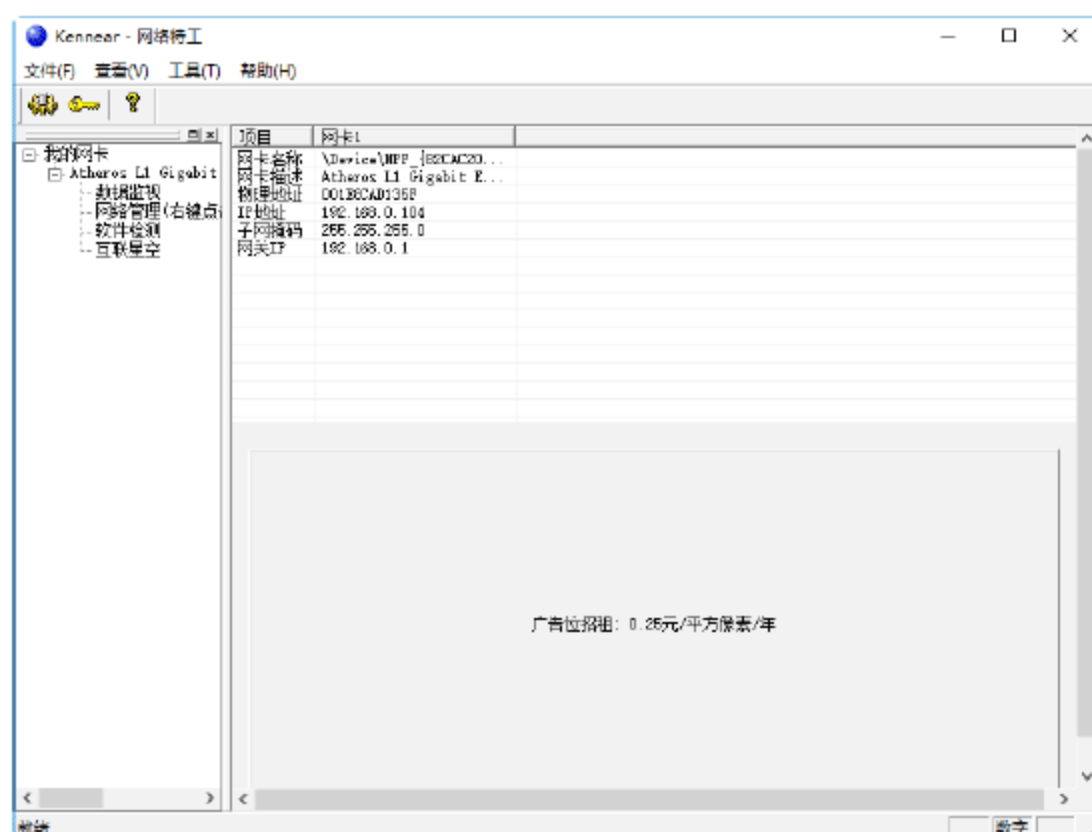 Kennear - 网络特工
文件(F) 查看(V) 工具(T) 帮助(H)
我的网卡
Atheros L1 Gigabit
数据监视
网络管理(右键点
软件检测
互联星空
项目 网卡1
网卡名称 \Device\NPF_{B2CAC20...
网卡描述 Atheros L1 Gigabit E...
物理地址 001B8CAD135F
IP地址 192.168.0.104
子网掩码 255.255.255.0
网关IP 192.168.0.1
广告位招租：0.25元/平方像素/年
就绪
数字